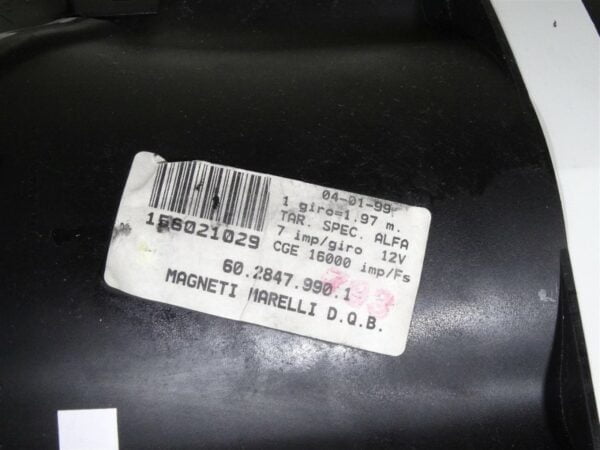 156021029
04-01-99
1 giro=1.97 m.
TAR. SPEC. ALFA
7 imp/giro 12V
CGE 16000 imp/Fs
60.2847.990.1
793
MAGNETI MARELLI D.Q.B.